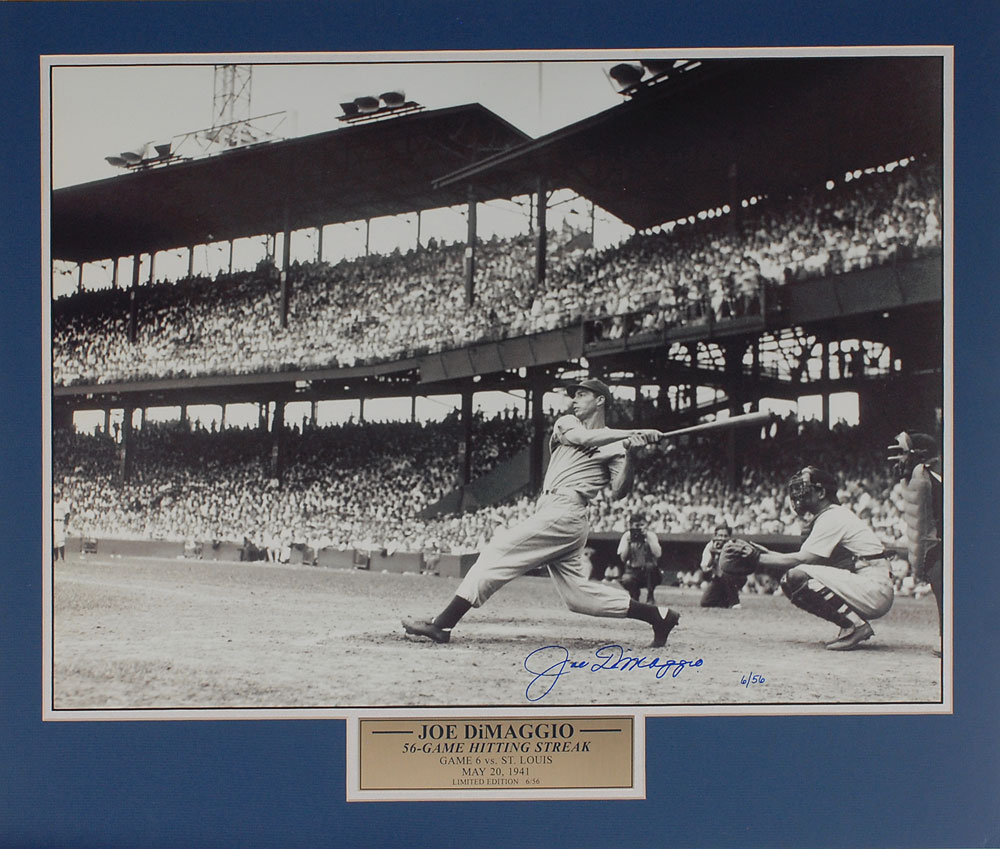 Joe DiMaggio
6/56
JOE DiMAGGIO
56-GAME HITTING STREAK
GAME 6 vs. ST. LOUIS
MAY 20, 1941
LIMITED EDITION 6/56